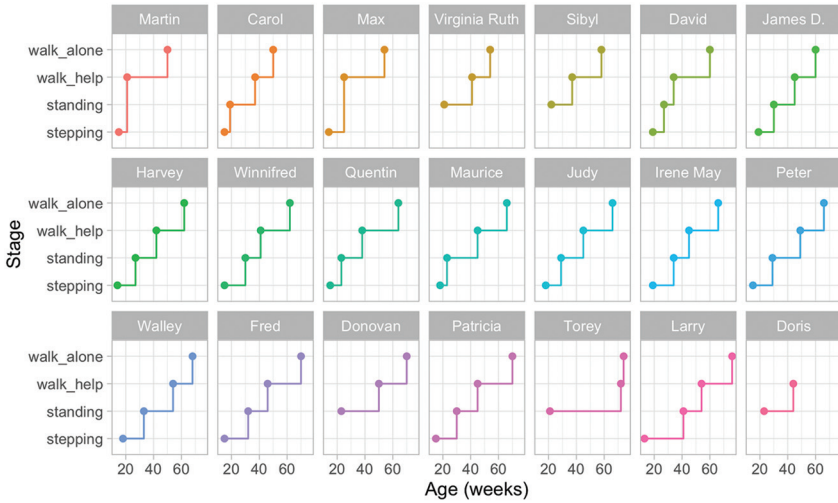 Martin Carol Max Virginia Ruth Sibyl David James D.
walk_alone
walk_help
standing
stepping
Harvey Winnifred Quentin Maurice Judy Irene May Peter
walk_alone
walk_help
standing
stepping
Walley Fred Donovan Patricia Torey Larry Doris
walk_alone
walk_help
standing
stepping
20 40 60 20 40 60 20 40 60 20 40 60 20 40 60 20 40 60 20 40 60
Stage
Age (weeks)